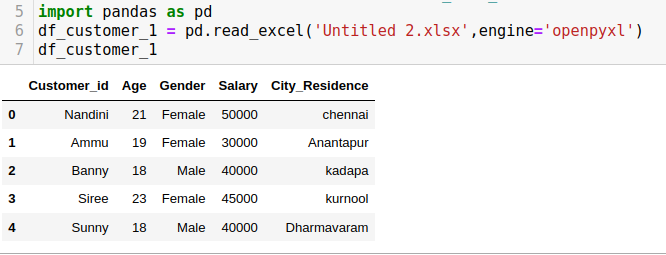 5 import pandas as pd
6 df_customer_1 = pd.read_excel('Untitled 2.xlsx',engine='openpyxl')
7 df_customer_1
Customer_id Age Gender Salary City_Residence
0 Nandini 21 Female 50000 chennai
1 Ammu 19 Female 30000 Anantapur
2 Banny 18 Male 40000 kadapa
3 Siree 23 Female 45000 kurnool
4 Sunny 18 Male 40000 Dharmavaram